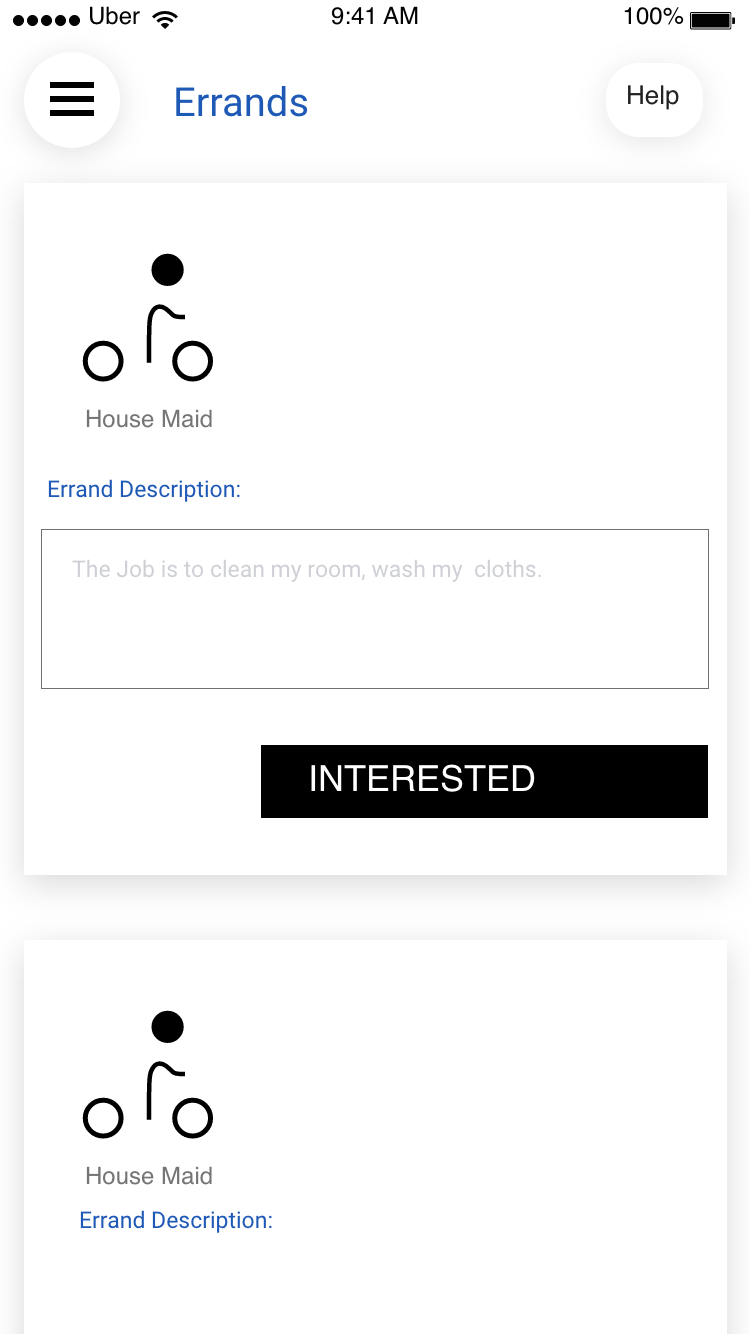 Uber 9:41 AM 100%
Errands
Help
House Maid
Errand Description:
The Job is to clean my room, wash my  cloths.
INTERESTED
House Maid
Errand Description: